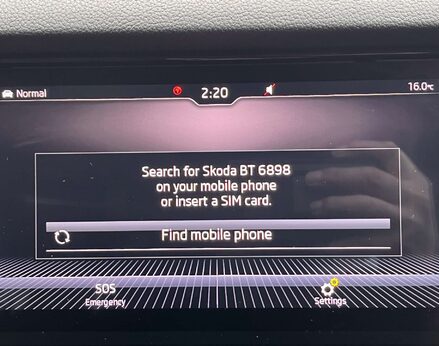 Normal
2:20
16.0°C
Search for Skoda BT 6898
on your mobile phone
or insert a SIM card.
Find mobile phone
SOS
Emergency
Settings